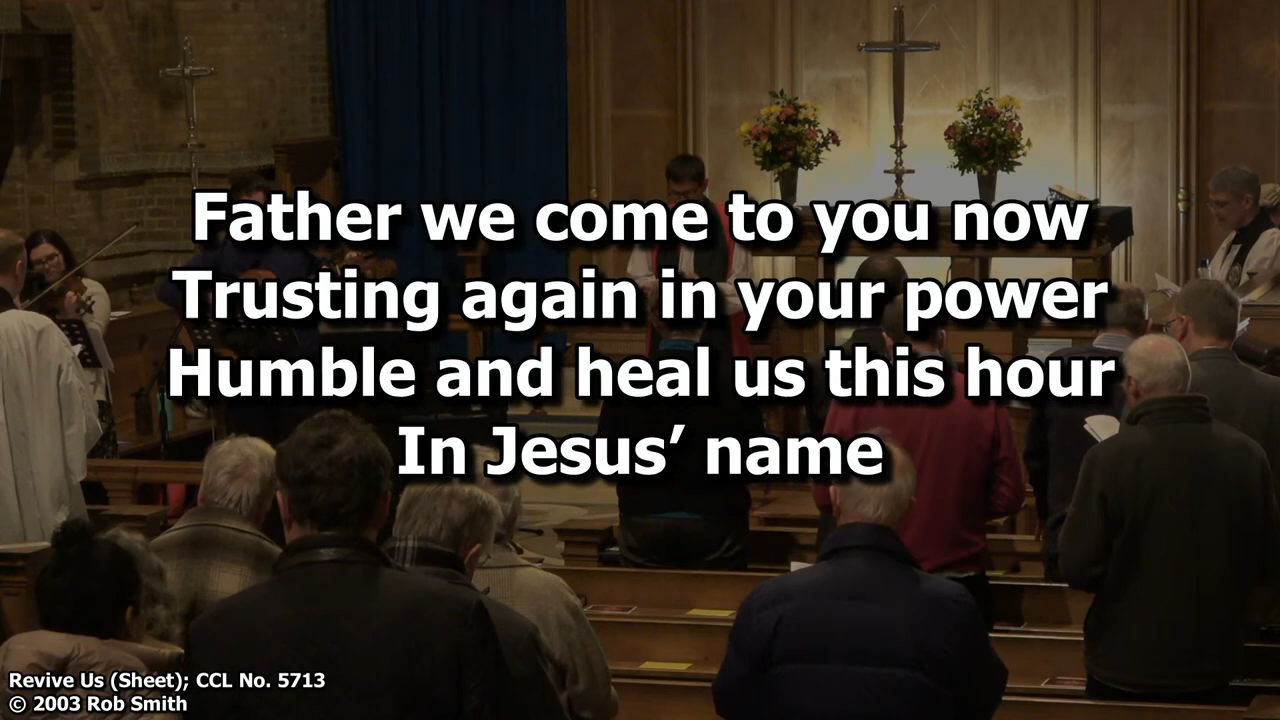 Father we come to you now
Trusting again in your power
Humble and heal us this hour
In Jesus’ name
Revive Us (Sheet); CCL No. 5713
© 2003 Rob Smith